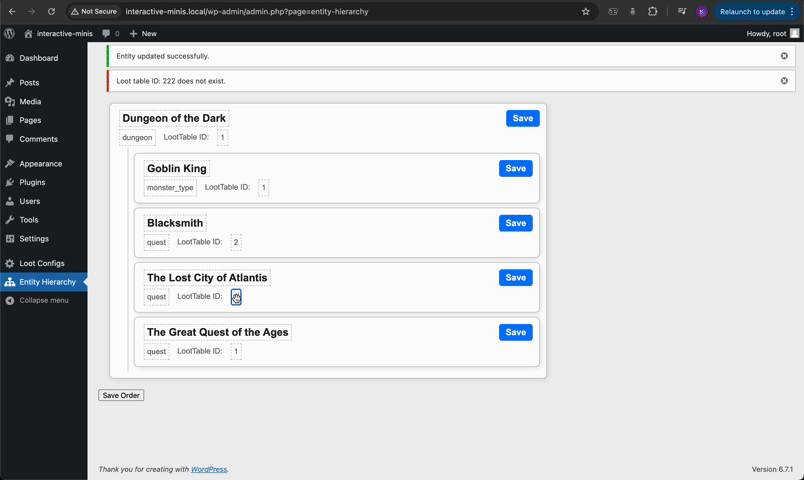 Not Secure
interactive-minis.local/wp-admin/admin.php?page=entity-hierarchy
Relaunch to update
interactive-minis
0
New
Howdy, root
Dashboard
Posts
Media
Pages
Comments
Appearance
Plugins
Users
Tools
Settings
Loot Configs
Entity Hierarchy
Collapse menu
Entity updated successfully.
Loot table ID: 222 does not exist.
Dungeon of the Dark
Save
dungeon LootTable ID: 1
Goblin King
Save
monster_type LootTable ID: 1
Blacksmith
Save
quest LootTable ID: 2
The Lost City of Atlantis
Save
quest LootTable ID:
The Great Quest of the Ages
Save
quest LootTable ID: 1
Save Order
Thank you for creating with WordPress.
Version 6.7.1